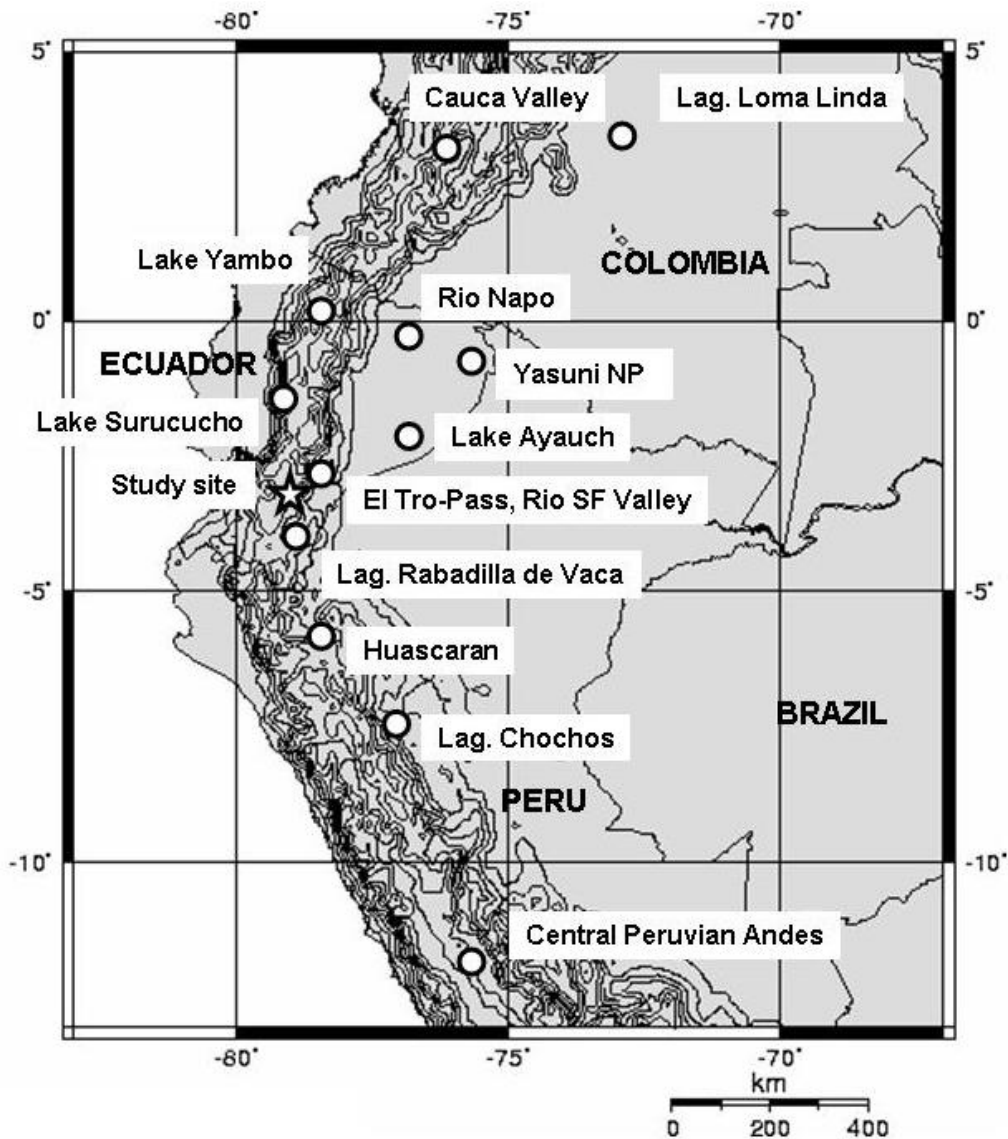 -80° -75° -70°
5° 5°
Cauca Valley Lag. Loma Linda
Lake Yambo COLOMBIA
Rio Napo
0° 0°
ECUADOR Yasuni NP
Lake Surucucho Lake Ayauch
Study site El Tro-Pass, Rio SF Valley
Lag. Rabadilla de Vaca
-5° -5°
Huascaran
BRAZIL
Lag. Chochos
PERU
-10° -10°
Central Peruvian Andes
-80° -75° -70°
km
0 200 400